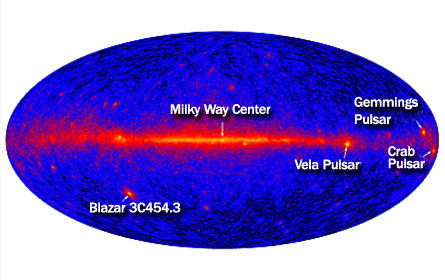 Milky Way Center
Gemmings
Pulsar
Vela Pulsar
Crab
Pulsar
Blazar 3C454.3